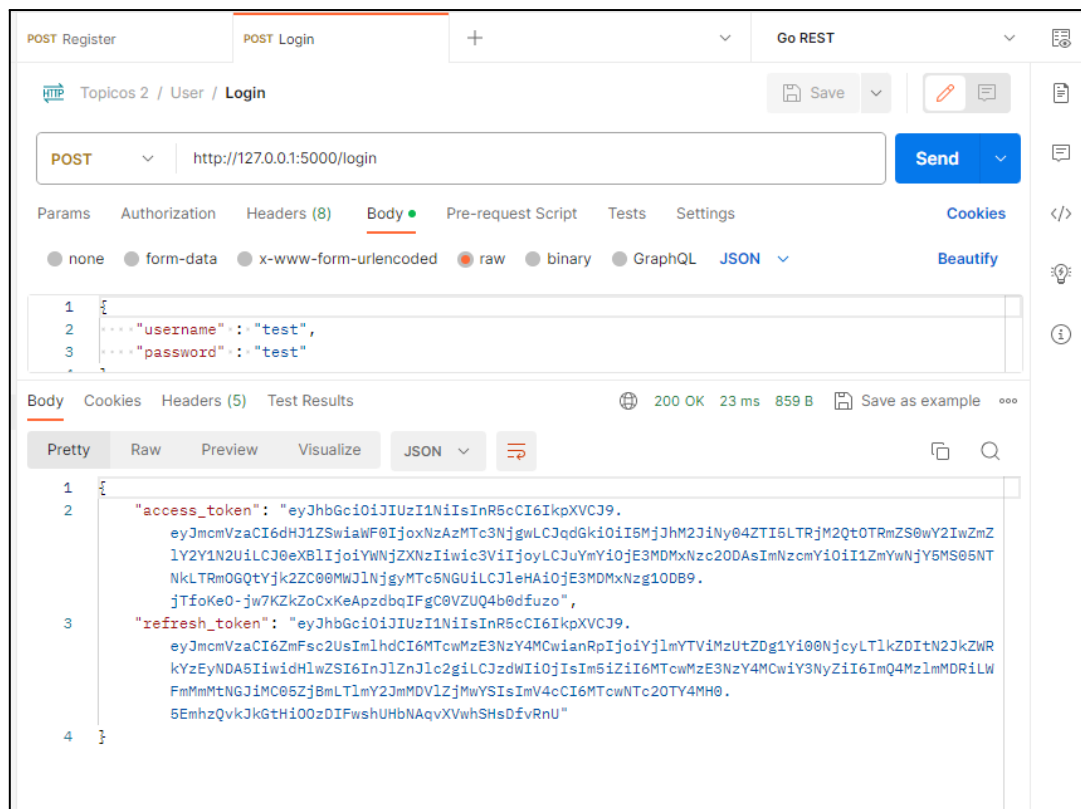 POST Register
POST Login
Go REST
HTTP Topicos 2 / User / Login
Save
POST
http://127.0.0.1:5000/login
Send
Params Authorization Headers (8) Body Pre-request Script Tests Settings Cookies
none form-data x-www-form-urlencoded raw binary GraphQL JSON Beautify
1 {
2 "username" : "test",
3 "password" : "test"
Body Cookies Headers (5) Test Results 200 OK 23 ms 859 B Save as example
Pretty Raw Preview Visualize JSON
1 {
2 "access_token": "eyJhbGciOiJIUzI1NiIsInR5cCI6IkpXVCJ9.
eyJmcmVzaCI6dHJ1ZSwiaWF0IjoxNzAzMTc3NjgwLCJqdGkiOiI5MjJhM2JiNy04ZTI5LTRjM2QtOTRmZS0wY2IwZmZ
lY2Y1N2UiLCJ0eXBlIjoiYWNjZXNzIiwic3ViIjoyLCJuYmYiOjE3MDMxNzc2ODAsImNzcmYiOiI1ZmYwNjY5MS05NT
NkLTRmOGQtYjk2ZC00MWJlNjgyMTc5NGUiLCJleHAiOjE3MDMxNzg1ODB9.
jTfoKeO-jw7KZkZoCxKeApzdbqIFgC0VZUQ4b0dfuzo",
3 "refresh_token": "eyJhbGciOiJIUzI1NiIsInR5cCI6IkpXVCJ9.
eyJmcmVzaCI6ZmFsc2UsImlhdCI6MTcwMzE3NzY4MCwianRpIjoiYjlmYTViMzUtZDg1Yi00NjcyLTlkZDItN2JkZWR
kYzEyNDA5IiwidHlwZSI6InJlZnJlc2giLCJzdWIiOjIsIm5iZiI6MTcwMzE3NzY4MCwiY3NyZiI6ImQ4MzlmMDRiLW
FmMmMtNGJiMC05ZjBmLTlmY2JmMDVlZjMwYSIsImV4cCI6MTcwNTc2OTY4MH0.
5EmhzQvkJkGtHiOOzDIFwshUHbNAqvXVwhSHsDfvRnU"
4 }